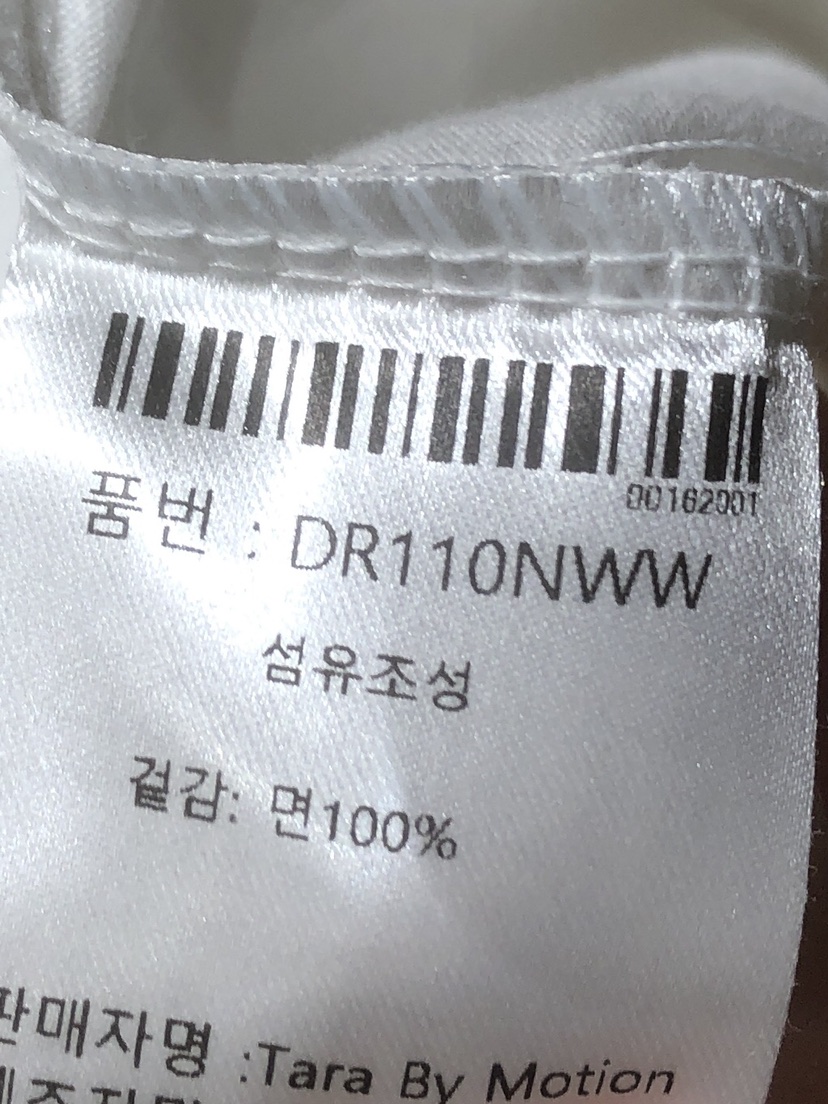 00162001
품번 : DR110NWW
섬유조성
겉감: 면100%
판매자명 :Tara By Motion